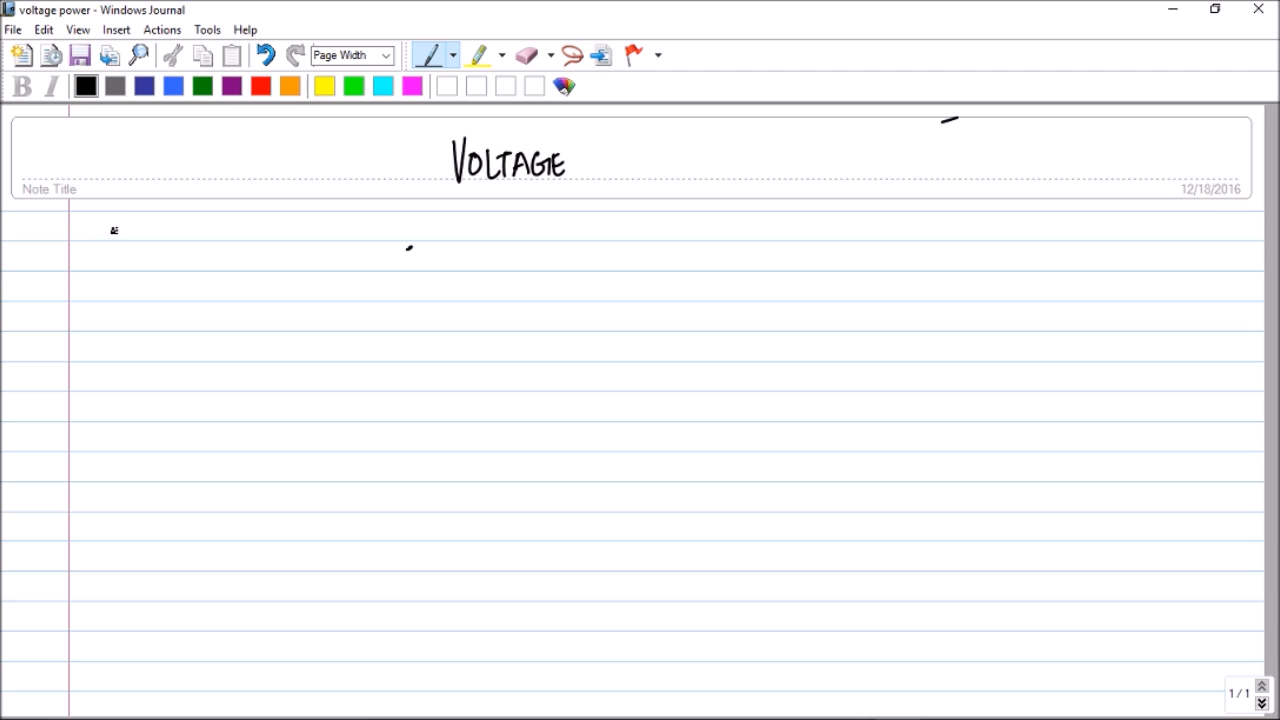 voltage power - Windows Journal
File Edit View Insert Actions Tools Help
Page Width
B I
VOLTAGE
Note Title 12/18/2016
1 / 1